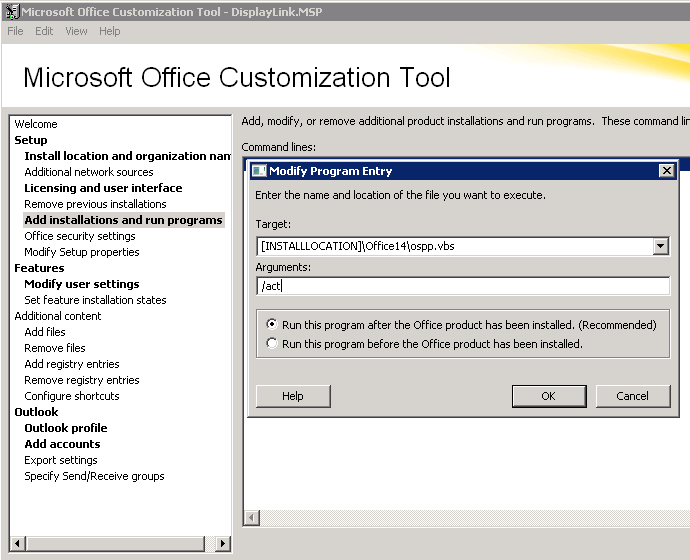 Microsoft Office Customization Tool - DisplayLink.MSP
File Edit View Help
Microsoft Office Customization Tool
Welcome
Setup
Install location and organization nam
Additional network sources
Licensing and user interface
Remove previous installations
Add installations and run programs
Office security settings
Modify Setup properties
Features
Modify user settings
Set feature installation states
Additional content
Add files
Remove files
Add registry entries
Remove registry entries
Configure shortcuts
Outlook
Outlook profile
Add accounts
Export settings
Specify Send/Receive groups
Add, modify, or remove additional product installations and run programs. These command lin
Command lines:
Modify Program Entry
Enter the name and location of the file you want to execute.
Target:
[INSTALLLOCATION]\Office14\ospp.vbs
Arguments:
/act
Run this program after the Office product has been installed. (Recommended)
Run this program before the Office product has been installed.
Help OK Cancel